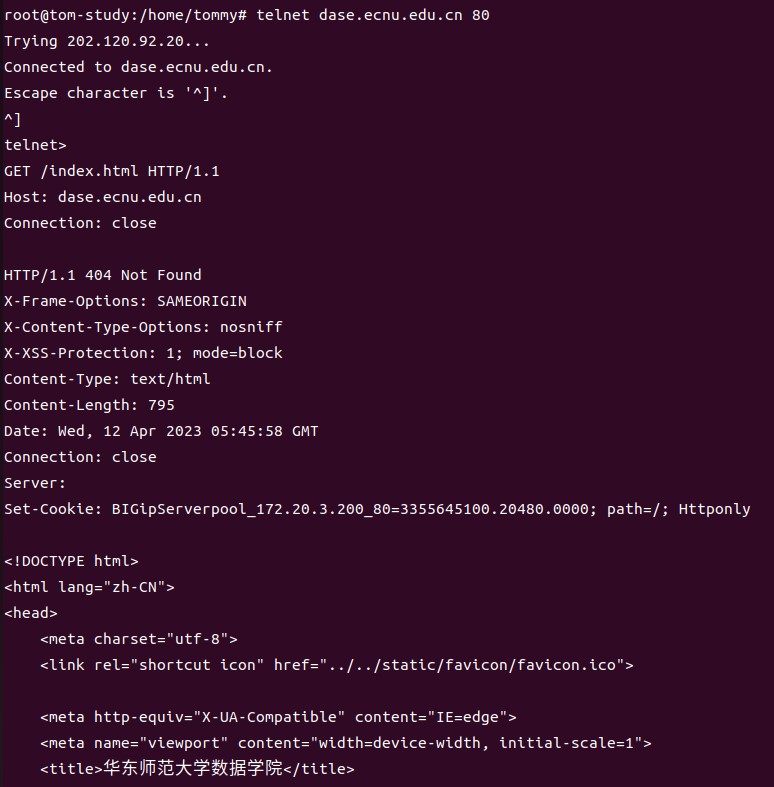 root@tom-study:/home/tommy# telnet dase.ecnu.edu.cn 80
Trying 202.120.92.20...
Connected to dase.ecnu.edu.cn.
Escape character is '^]'.
^]
telnet>
GET /index.html HTTP/1.1
Host: dase.ecnu.edu.cn
Connection: close

HTTP/1.1 404 Not Found
X-Frame-Options: SAMEORIGIN
X-Content-Type-Options: nosniff
X-XSS-Protection: 1; mode=block
Content-Type: text/html
Content-Length: 795
Date: Wed, 12 Apr 2023 05:45:58 GMT
Connection: close
Server:
Set-Cookie: BIGipServerpool_172.20.3.200_80=3355645100.20480.0000; path=/; Httponly

<!DOCTYPE html>
<html lang="zh-CN">
<head>
    <meta charset="utf-8">
    <link rel="shortcut icon" href="../../static/favicon/favicon.ico">

    <meta http-equiv="X-UA-Compatible" content="IE=edge">
    <meta name="viewport" content="width=device-width, initial-scale=1">
    <title>华东师范大学数据学院</title>